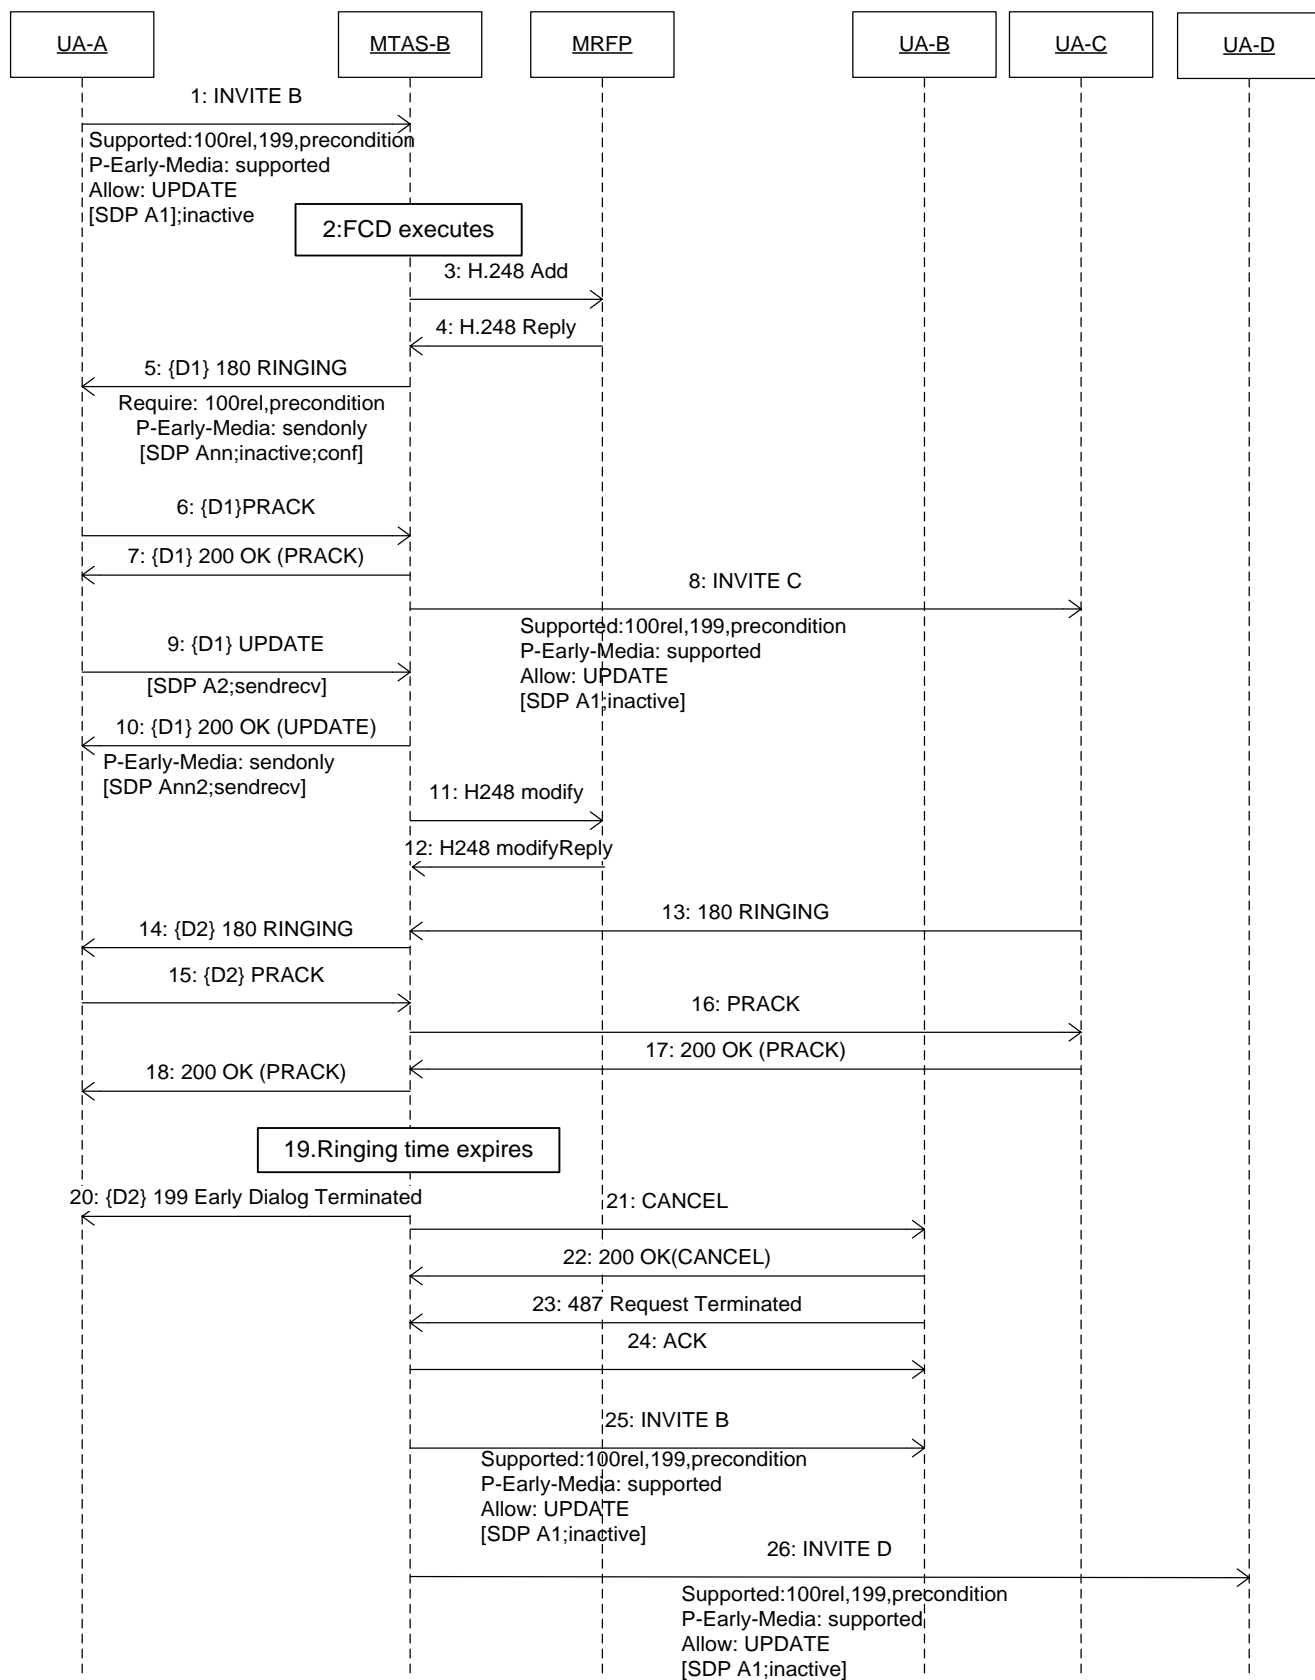 UA-A
MTAS-B
MRFP
UA-B
UA-C
UA-D
1: INVITE B
Supported:100rel,199,precondition
P-Early-Media: supported
Allow: UPDATE
[SDP A1];inactive
2:FCD executes
3: H.248 Add
4: H.248 Reply
5: {D1} 180 RINGING
Require: 100rel,precondition
P-Early-Media: sendonly
[SDP Ann;inactive;conf]
6: {D1}PRACK
7: {D1} 200 OK (PRACK)
8: INVITE C
Supported:100rel,199,precondition
P-Early-Media: supported
Allow: UPDATE
[SDP A1;inactive]
9: {D1} UPDATE
[SDP A2;sendrecv]
10: {D1} 200 OK (UPDATE)
P-Early-Media: sendonly
[SDP Ann2;sendrecv]
11: H248 modify
12: H248 modifyReply
13: 180 RINGING
14: {D2} 180 RINGING
15: {D2} PRACK
16: PRACK
17: 200 OK (PRACK)
18: 200 OK (PRACK)
19.Ringing time expires
20: {D2} 199 Early Dialog Terminated
21: CANCEL
22: 200 OK(CANCEL)
23: 487 Request Terminated
24: ACK
25: INVITE B
Supported:100rel,199,precondition
P-Early-Media: supported
Allow: UPDATE
[SDP A1;inactive]
26: INVITE D
Supported:100rel,199,precondition
P-Early-Media: supported
Allow: UPDATE
[SDP A1;inactive]